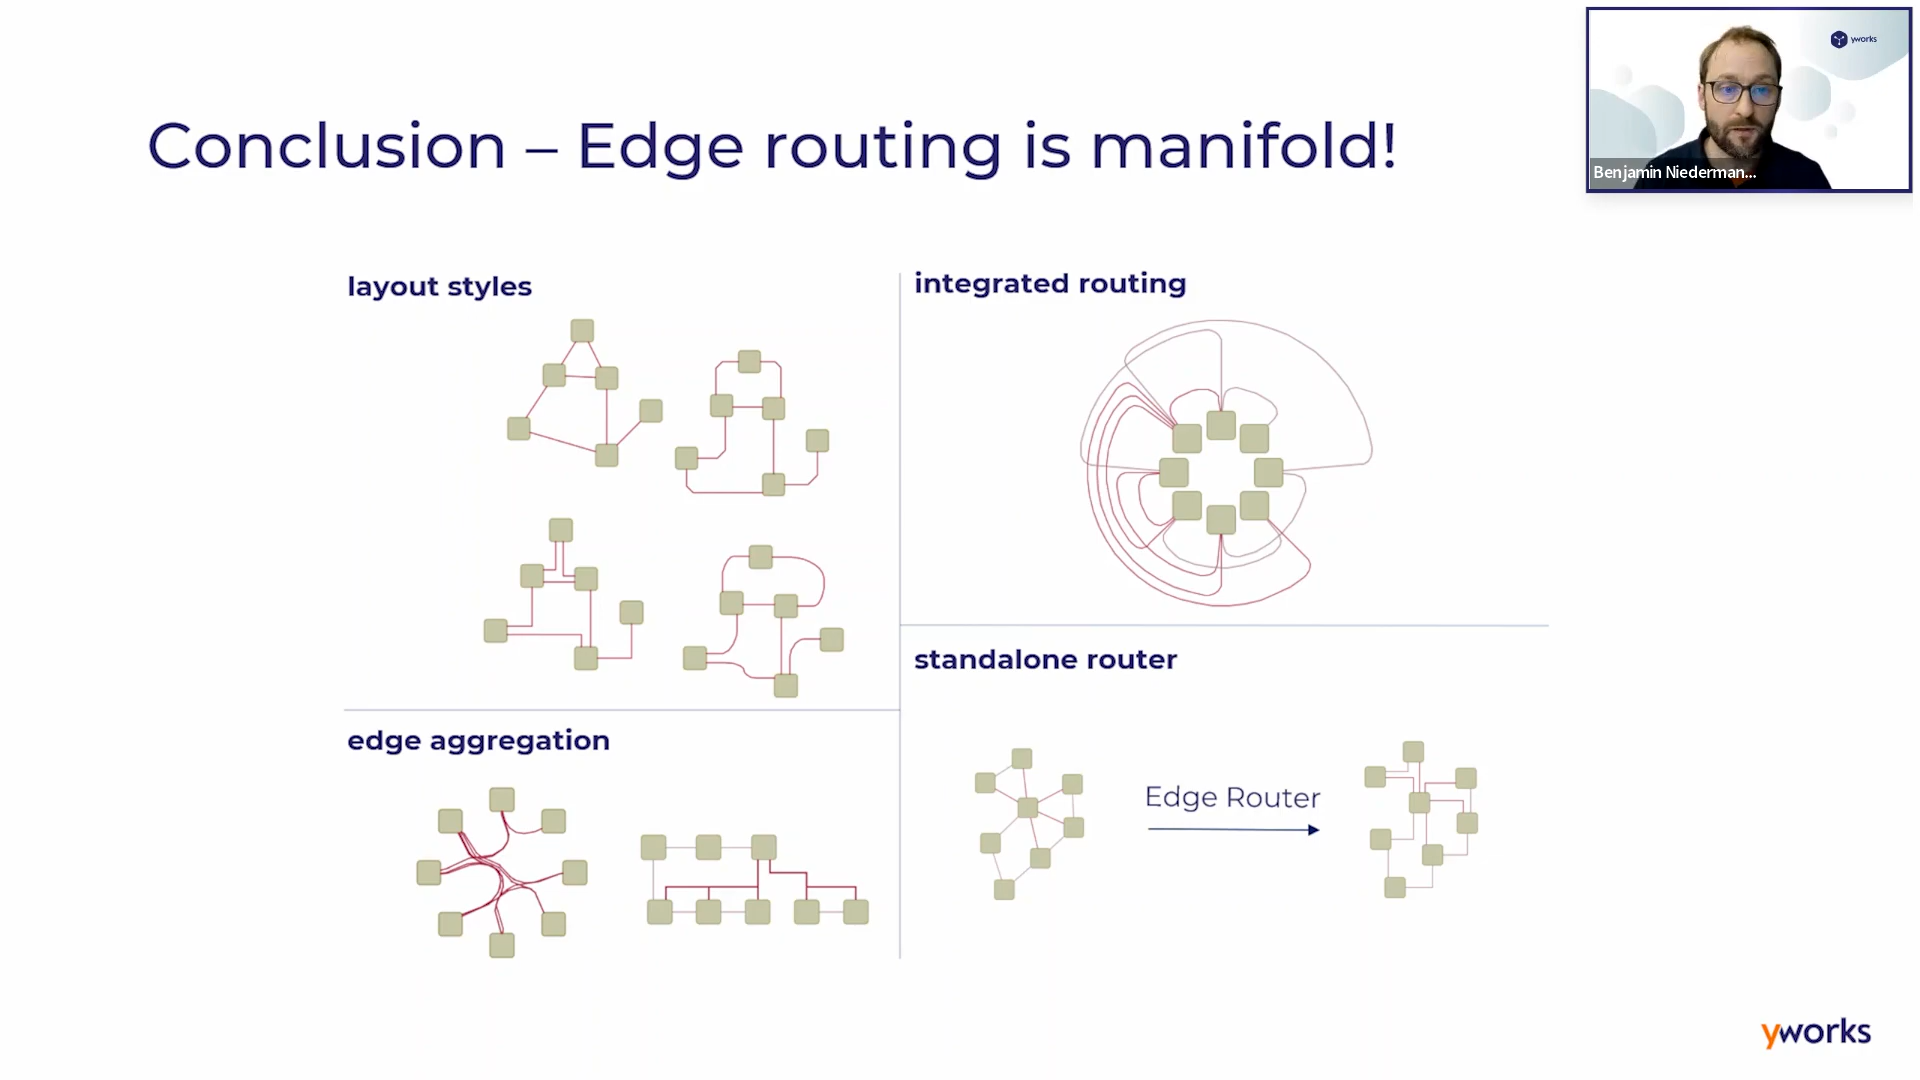 yworks
Benjamin Niederman...
Conclusion – Edge routing is manifold!
layout styles
integrated routing
standalone router
edge aggregation
Edge Router
yworks